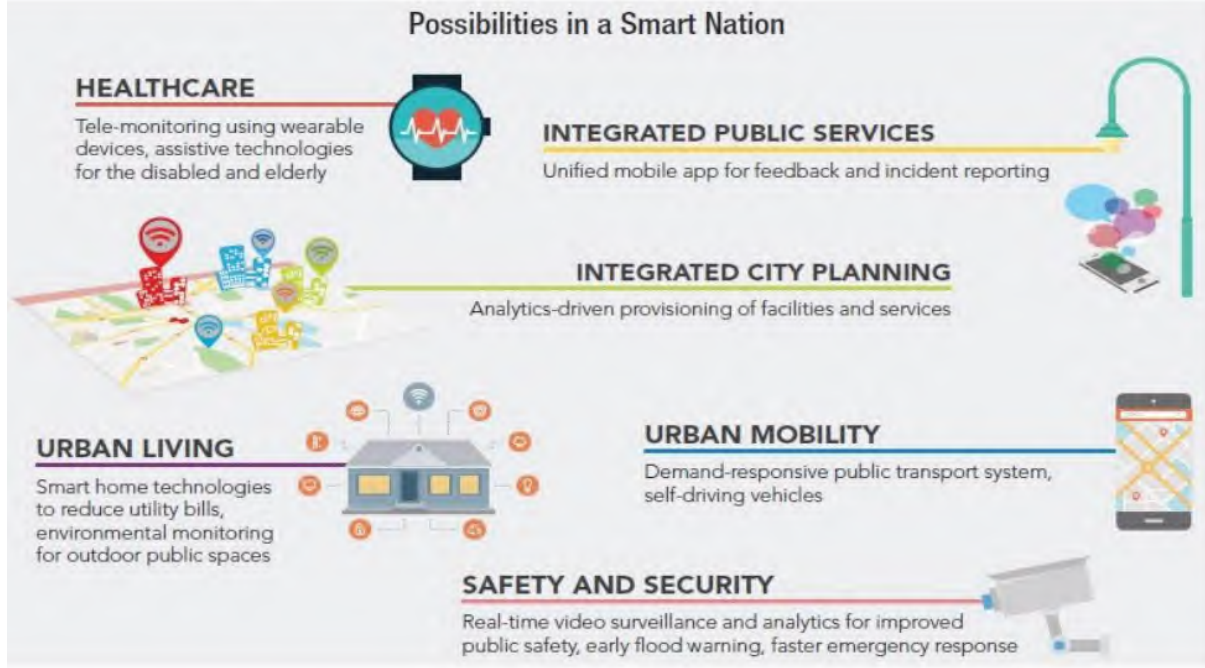 Possibilities in a Smart Nation
HEALTHCARE
Tele-monitoring using wearable
devices, assistive technologies
for the disabled and elderly
INTEGRATED PUBLIC SERVICES
Unified mobile app for feedback and incident reporting
INTEGRATED CITY PLANNING
Analytics-driven provisioning of facilities and services
URBAN LIVING
Smart home technologies
to reduce utility bills,
environmental monitoring
for outdoor public spaces
URBAN MOBILITY
Demand-responsive public transport system,
self-driving vehicles
SAFETY AND SECURITY
Real-time video surveillance and analytics for improved
public safety, early flood warning, faster emergency response